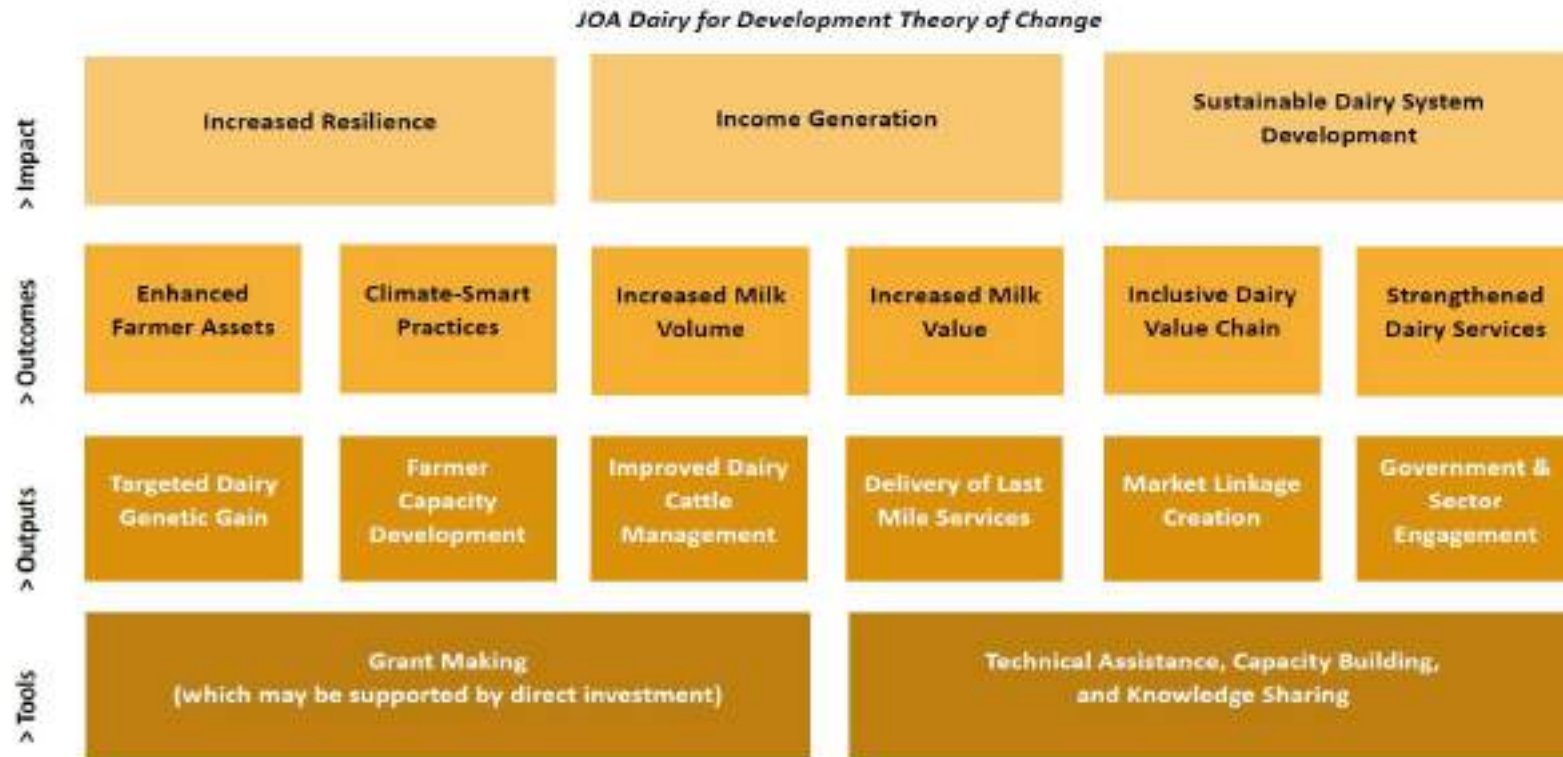 JOA Dairy for Development Theory of Change
> Impact
Increased Resilience
Income Generation
Sustainable Dairy System
Development
> Outcomes
Enhanced
Farmer Assets
Climate-Smart
Practices
Increased Milk
Volume
Increased Milk
Value
Inclusive Dairy
Value Chain
Strengthened
Dairy Services
> Outputs
Targeted Dairy
Genetic Gain
Farmer
Capacity
Development
Improved Dairy
Cattle
Management
Delivery of Last
Mile Services
Market Linkage
Creation
Government &
Sector
Engagement
> Tools
Grant Making
(which may be supported by direct investment)
Technical Assistance, Capacity Building,
and Knowledge Sharing